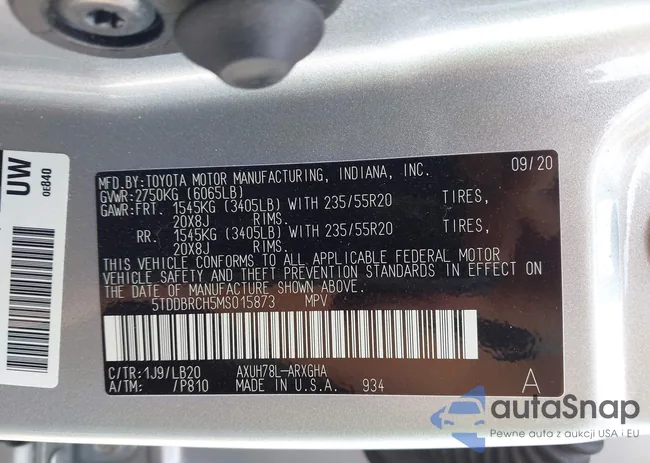 UW
0E840
MFD.BY:TOYOTA MOTOR MANUFACTURING, INDIANA, INC. 09/20
GVWR:2750KG (6065LB)
GAWR:FRT. 1545KG (3405LB) WITH 235/55R20 TIRES,
20X8J RIMS.
RR. 1545KG (3405LB) WITH 235/55R20 TIRES,
20X8J RIMS.
THIS VEHICLE CONFORMS TO ALL APPLICABLE FEDERAL MOTOR
VEHICLE SAFETY AND THEFT PREVENTION STANDARDS IN EFFECT ON
THE DATE OF MANUFACTURE SHOWN ABOVE.
5TDDBRCH5MS015873 MPV
C/TR:1J9/LB20 AXUH78L-ARXGHA
A/TM: /P810 MADE IN U.S.A. 934 A
autaSnap
Pewne auta z aukcji USA i EU